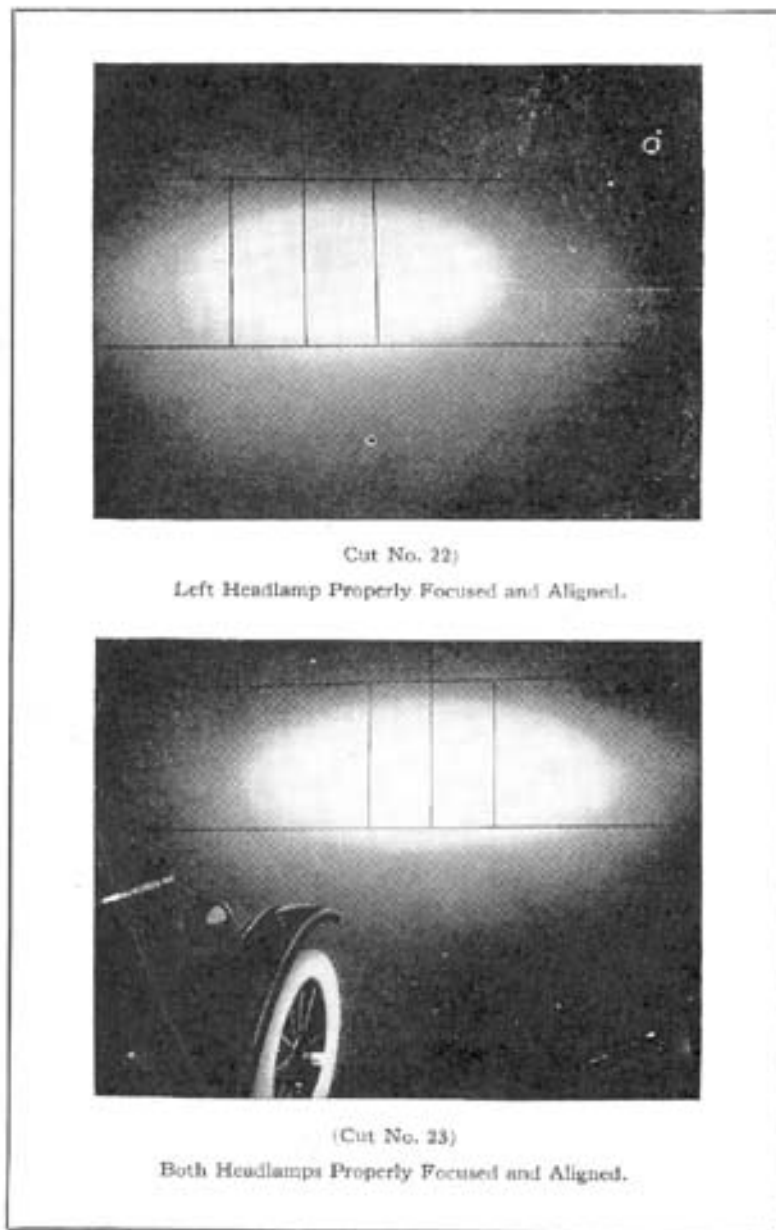 Cut No. 22)
Left Headlamp Properly Focused and Aligned.
(Cut No. 23)
Both Headlamps Properly Focused and Aligned.